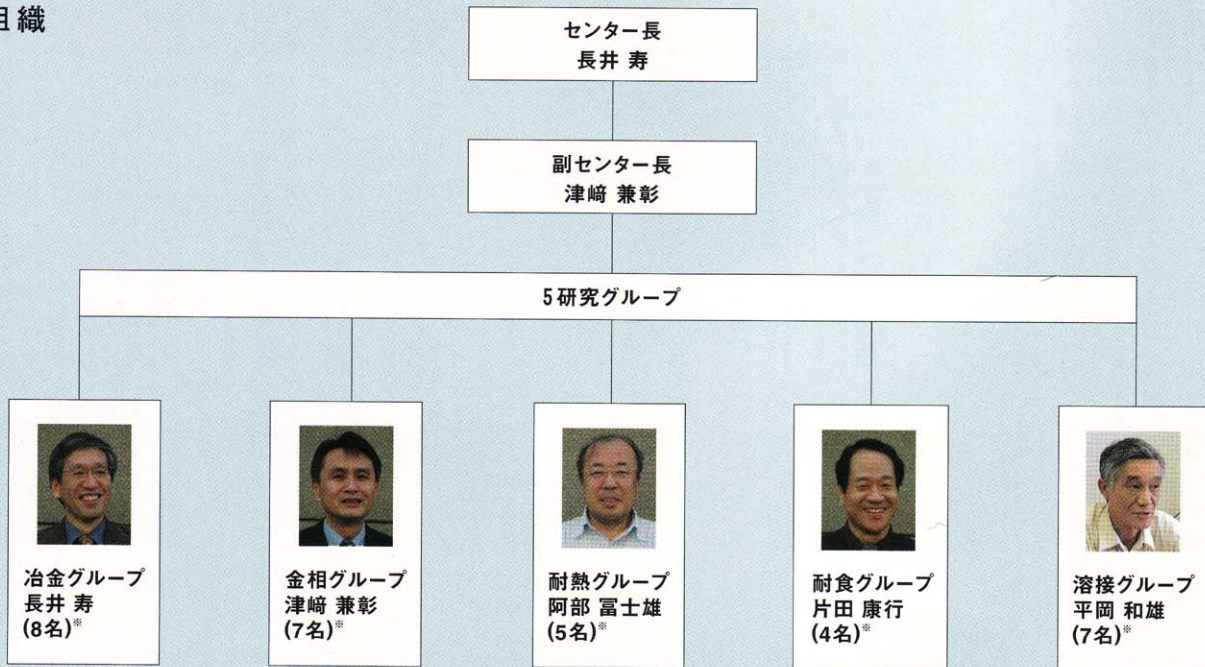 組織
センター長
長井 寿
副センター長
津﨑 兼彰
5研究グループ
冶金グループ
長井 寿
(8名)※
金相グループ
津﨑 兼彰
(7名)※
耐熱グループ
阿部 冨士雄
(5名)※
耐食グループ
片田 康行
(4名)※
溶接グループ
平岡 和雄
(7名)※